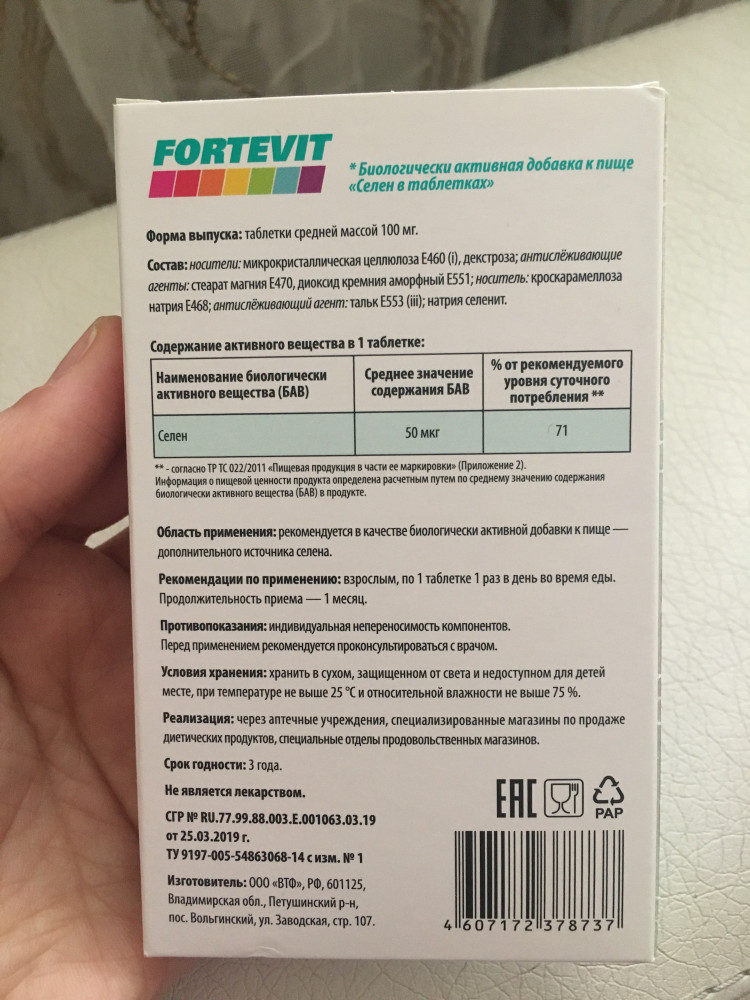 FORTEVIT
* Биологически активная добавка к пище
«Селен в таблетках»
Форма выпуска: таблетки средней массой 100 мг.
Состав: носители: микрокристаллическая целлюлоза Е460 (i), декстроза; антислёживающие
агенты: стеарат магния Е470, диоксид кремния аморфный Е551; носитель: кроскарамеллоза
натрия Е468; антислёживающий агент: тальк Е553 (iii); натрия селенит.
Содержание активного вещества в 1 таблетке:
Наименование биологически
активного вещества (БАВ)
Среднее значение
содержания БАВ
% от рекомендуемого
уровня суточного
потребления **
Селен
50 мкг
71
** - согласно ТР ТС 022/2011 «Пищевая продукция в части ее маркировки» (Приложение 2).
Информация о пищевой ценности продукта определена расчетным путем по среднему значению содержания
биологически активного вещества (БАВ) в продукте.
Область применения: рекомендуется в качестве биологически активной добавки к пище —
дополнительного источника селена.
Рекомендации по применению: взрослым, по 1 таблетке 1 раз в день во время еды.
Продолжительность приема — 1 месяц.
Противопоказания: индивидуальная непереносимость компонентов.
Перед применением рекомендуется проконсультироваться с врачом.
Условия хранения: хранить в сухом, защищенном от света и недоступном для детей
месте, при температуре не выше 25 °С и относительной влажности не выше 75 %.
Реализация: через аптечные учреждения, специализированные магазины по продаже
диетических продуктов, специальные отделы продовольственных магазинов.
Срок годности: 3 года.
Не является лекарством.
СГР № RU.77.99.88.003.Е.001063.03.19
от 25.03.2019 г.
ТУ 9197-005-54863068-14 с изм. № 1
Изготовитель: ООО «ВТФ», РФ, 601125,
Владимирская обл., Петушинский р-н,
пос. Вольгинский, ул. Заводская, стр. 107.
EAC
PAP
4 607172 378737